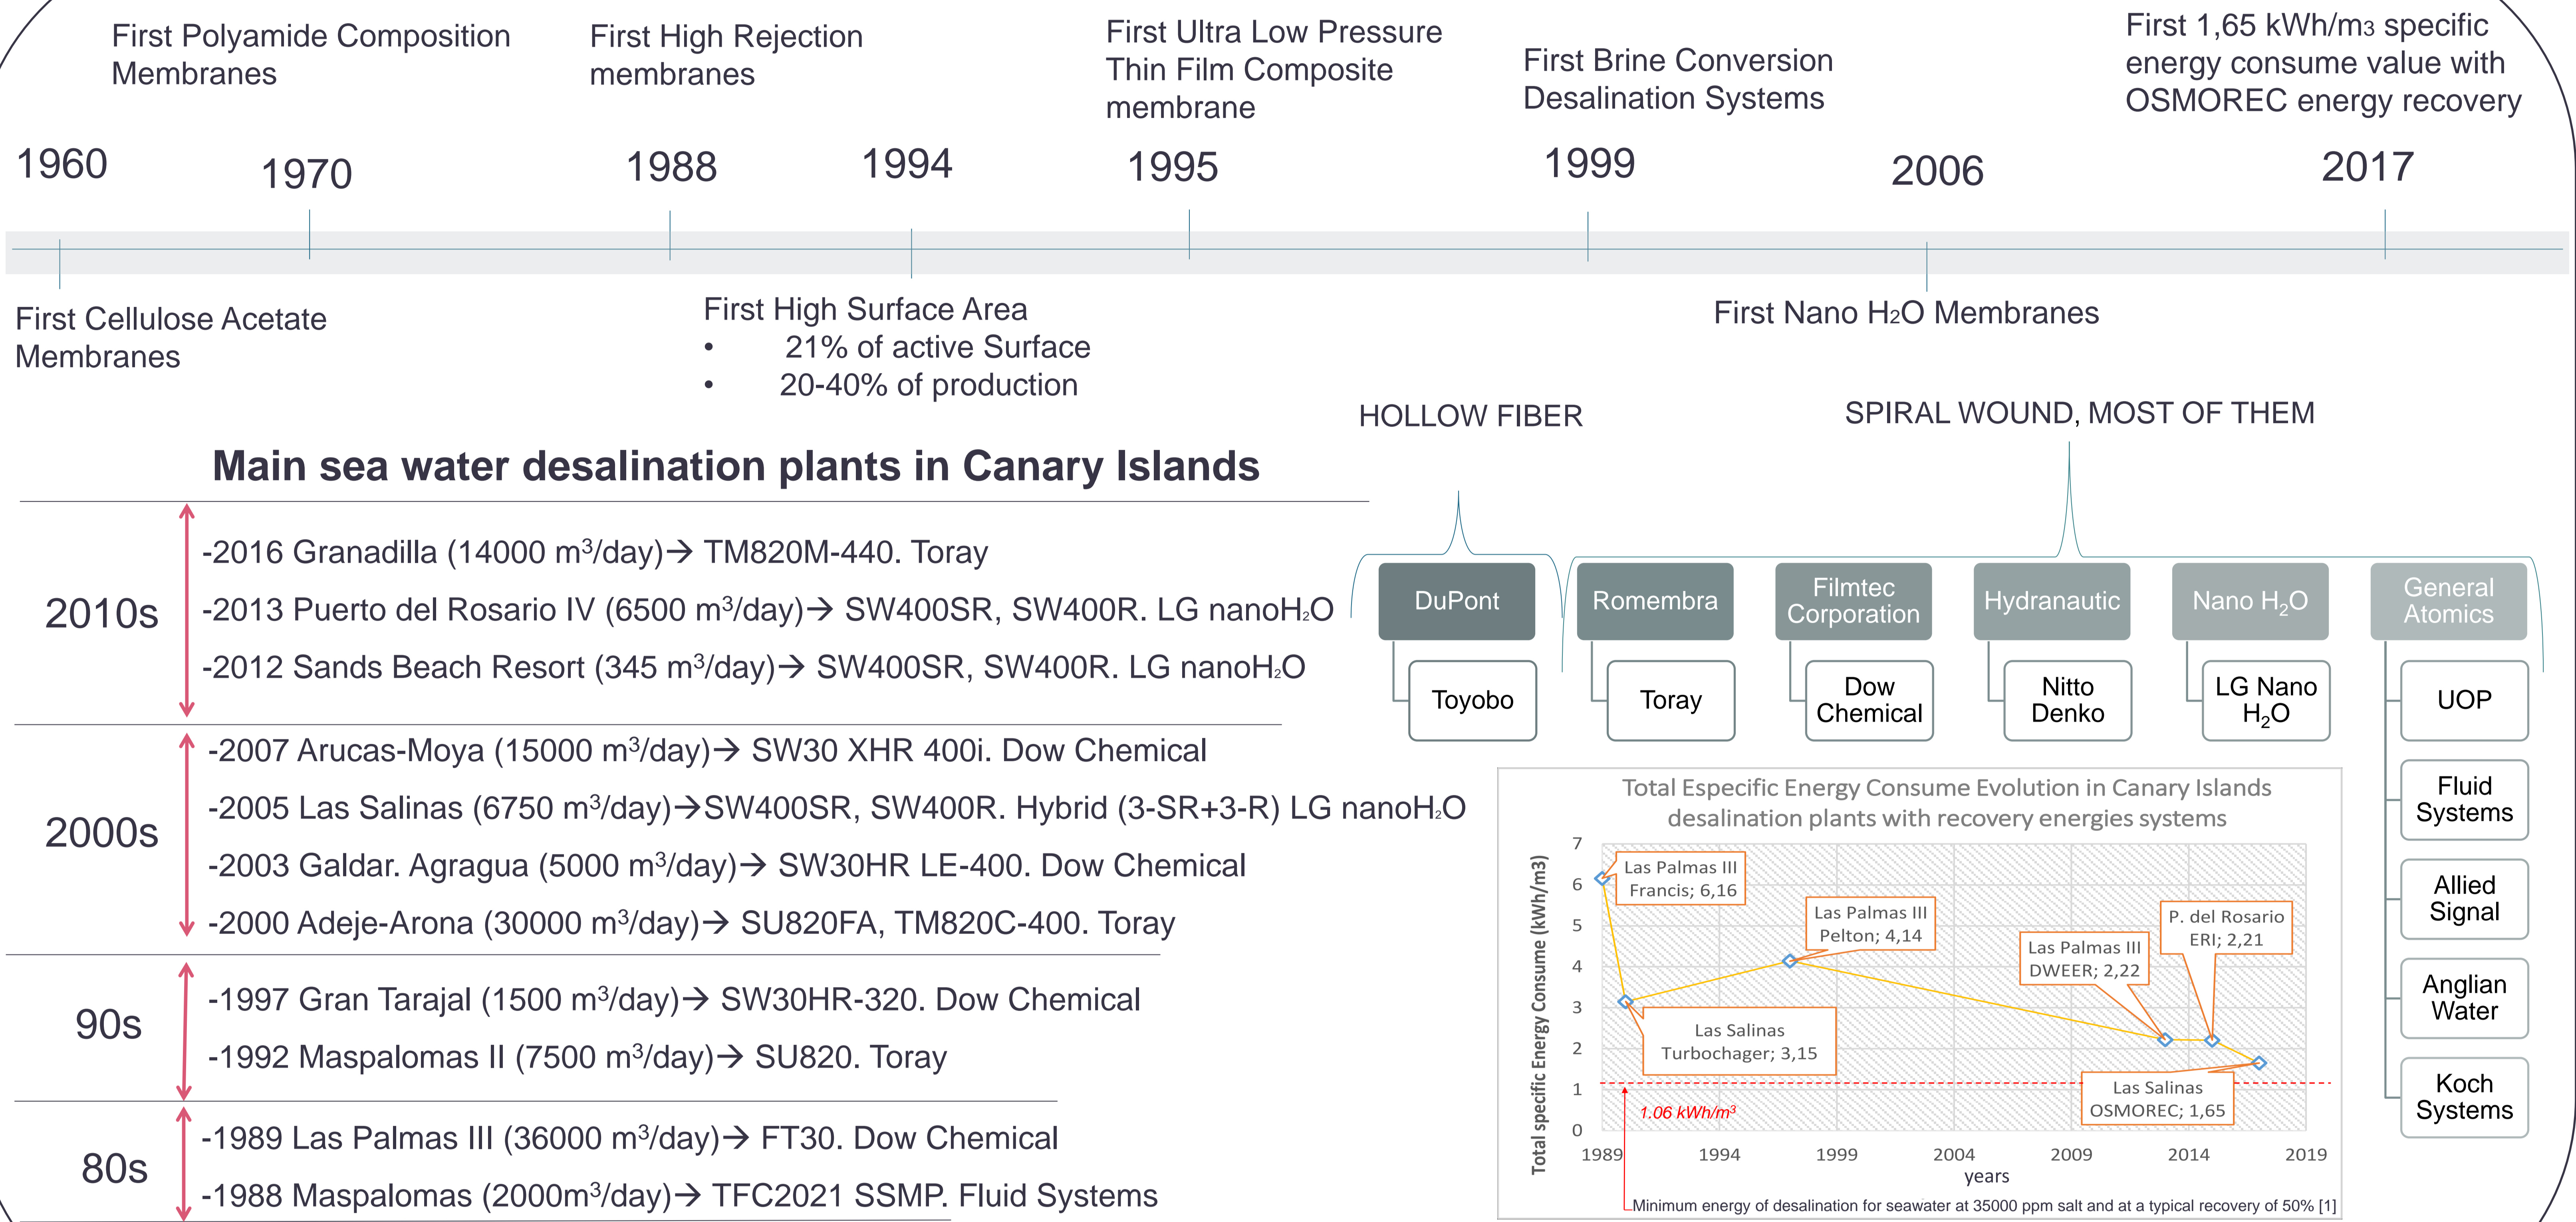 First Polyamide Composition
Membranes
First High Rejection
membranes
First Ultra Low Pressure
Thin Film Composite
membrane
First Brine Conversion
Desalination Systems
First 1,65 kWh/m3 specific
energy consume value with
OSMOREC energy recovery
1960
1970
1988
1994
1995
1999
2006
2017
First Cellulose Acetate
Membranes
First High Surface Area
• 21% of active Surface
• 20-40% of production
First Nano H2O Membranes
Main sea water desalination plants in Canary Islands
2010s
-2016 Granadilla (14000 m³/day)→ TM820M-440. Toray
-2013 Puerto del Rosario IV (6500 m³/day)→ SW400SR, SW400R. LG nanoH₂O
-2012 Sands Beach Resort (345 m³/day)→ SW400SR, SW400R. LG nanoH₂O
2000s
-2007 Arucas-Moya (15000 m³/day)→ SW30 XHR 400i. Dow Chemical
-2005 Las Salinas (6750 m³/day)→SW400SR, SW400R. Hybrid (3-SR+3-R) LG nanoH₂O
-2003 Galdar. Agragua (5000 m³/day)→ SW30HR LE-400. Dow Chemical
-2000 Adeje-Arona (30000 m³/day)→ SU820FA, TM820C-400. Toray
90s
-1997 Gran Tarajal (1500 m³/day)→ SW30HR-320. Dow Chemical
-1992 Maspalomas II (7500 m³/day)→ SU820. Toray
80s
-1989 Las Palmas III (36000 m³/day)→ FT30. Dow Chemical
-1988 Maspalomas (2000m³/day)→ TFC2021 SSMP. Fluid Systems
HOLLOW FIBER
SPIRAL WOUND, MOST OF THEM
DuPont
Toyobo
Romembra
Toray
Filmtec
Corporation
Dow
Chemical
Hydranautic
Nitto
Denko
Nano H₂O
LG Nano
H₂O
General
Atomics
UOP
Fluid
Systems
Allied
Signal
Anglian
Water
Koch
Systems
Total Especific Energy Consume Evolution in Canary Islands
desalination plants with recovery energies systems
Total specific Energy Consume (kWh/m3)
7
6
5
4
3
2
1
0
Las Palmas III
Francis; 6,16
Las Salinas
Turbochager; 3,15
Las Palmas III
Pelton; 4,14
Las Palmas III
DWEER; 2,22
P. del Rosario
ERI; 2,21
Las Salinas
OSMOREC; 1,65
1.06 kWh/m³
1989
1994
1999
2004
2009
2014
2019
years
Minimum energy of desalination for seawater at 35000 ppm salt and at a typical recovery of 50% [1]